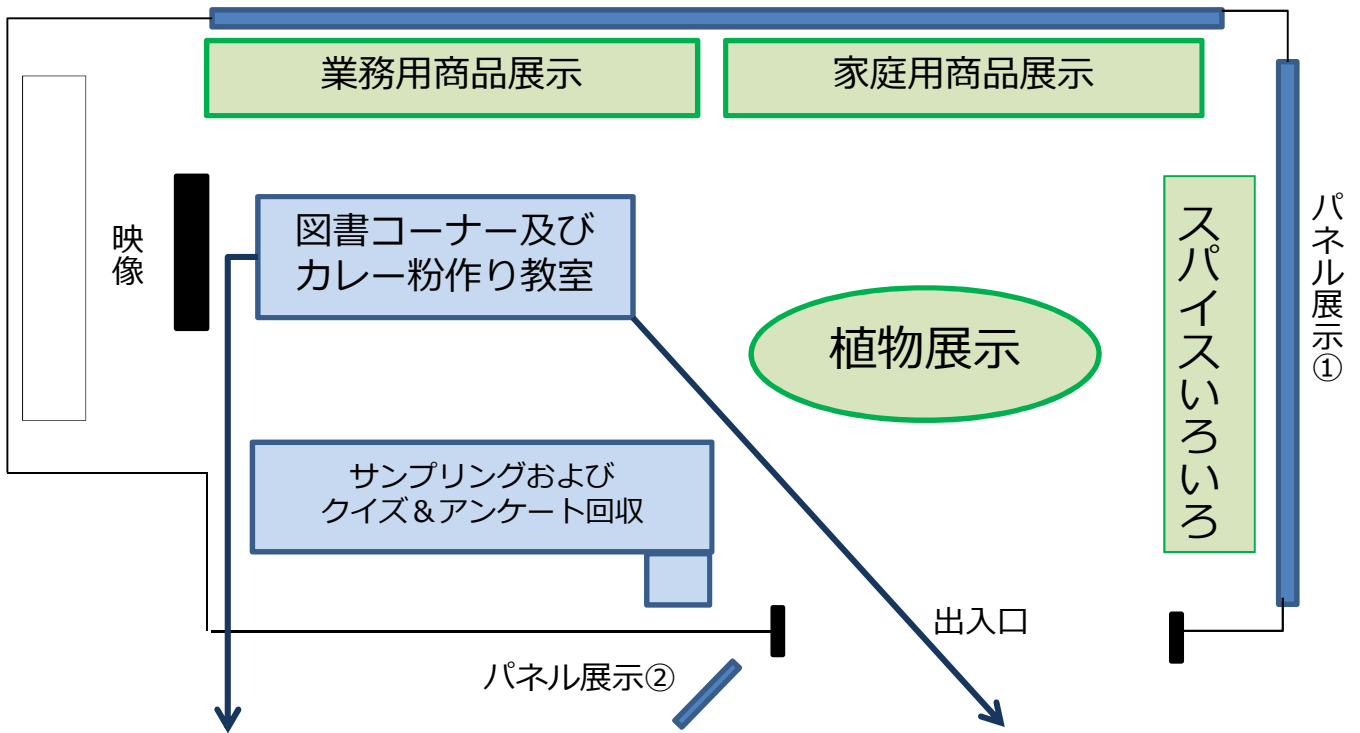 業務用商品展示
家庭用商品展示
映像
図書コーナー及び
カレー粉作り教室
植物展示
スパイスいろいろ
パネル展示①
サンプリングおよび
クイズ＆アンケート回収
出入口
パネル展示②